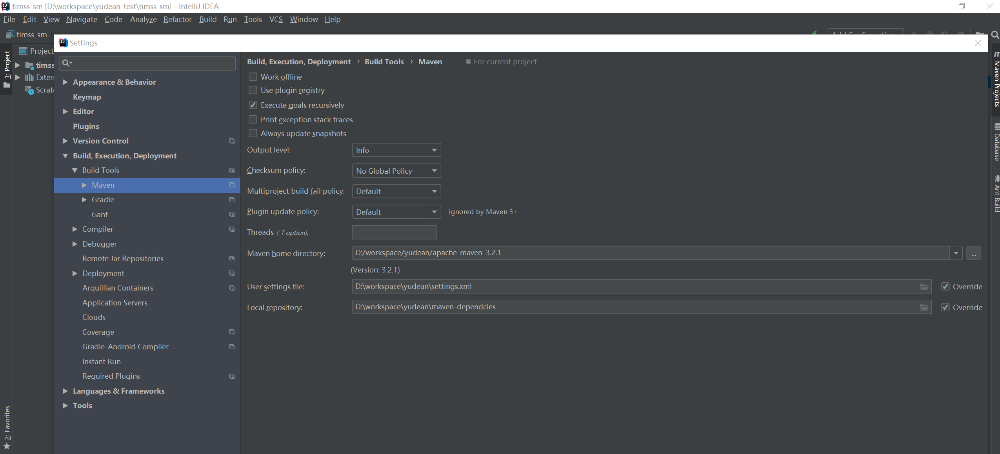 timss-sm [D:\workspace\yudean-test\timss-sm] - IntelliJ IDEA
File Edit View Navigate Code Analyze Refactor Build Run Tools VCS Window Help
timss-sm
Add Configuration...
Settings
1: Project
Project
timss
Extern
Scratc
Appearance & Behavior
Keymap
Editor
Plugins
Version Control
Build, Execution, Deployment
Build Tools
Maven
Gradle
Gant
Compiler
Debugger
Remote Jar Repositories
Deployment
Arquillian Containers
Application Servers
Clouds
Coverage
Gradle-Android Compiler
Instant Run
Required Plugins
Languages & Frameworks
Tools
2: Favorites
Build, Execution, Deployment › Build Tools › Maven For current project
Work offline
Use plugin registry
Execute goals recursively
Print exception stack traces
Always update snapshots
Output level: Info
Checksum policy: No Global Policy
Multiproject build fail policy: Default
Plugin update policy: Default ignored by Maven 3+
Threads (-T option):
Maven home directory: D:/workspace/yudean/apache-maven-3.2.1 ...
(Version: 3.2.1)
User settings file: D:\workspace\yudean\settings.xml Override
Local repository: D:\workspace\yudean\maven-dependcies Override
Maven Projects
Database
Ant Build